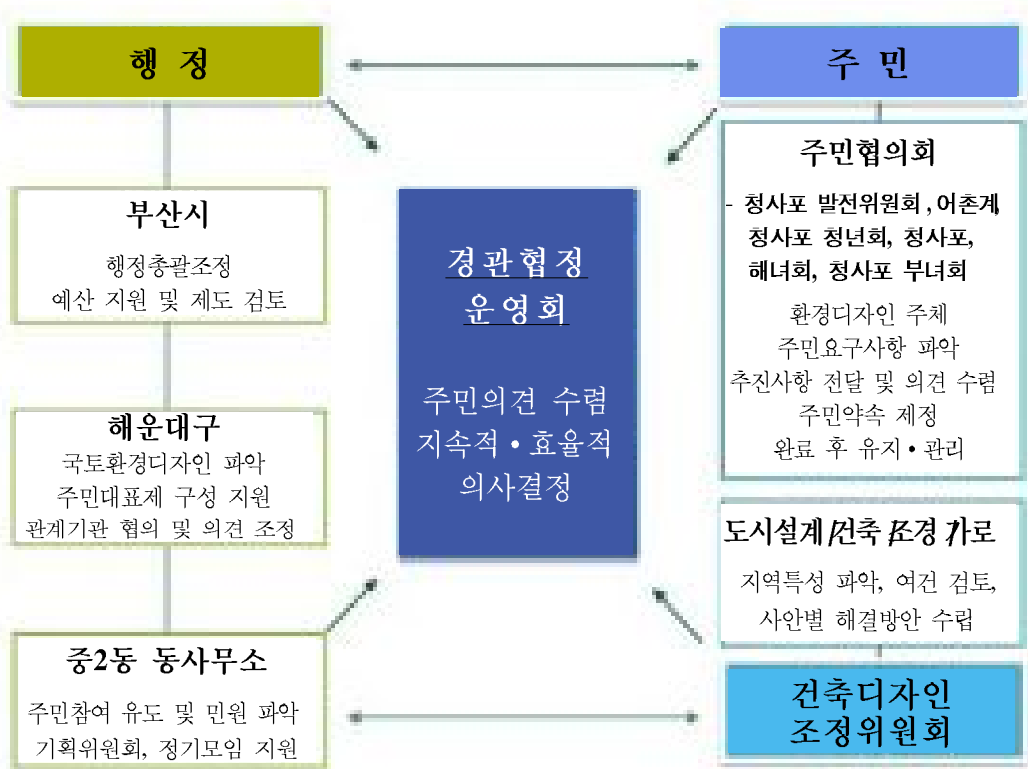 행 정
부산시
행정총괄조정
예산 지원 및 제도 검토
해운대구
국토환경디자인 파악
주민대표제 구성 지원
관계기관 협의 및 의견 조정
중2동 동사무소
주민참여 유도 및 민원 파악
기획위원회, 정기모임 지원
경관협정
운영회
주민의견 수렴
지속적 • 효율적
의사결정
주 민
주민협의회
- 청사포 발전위원회, 어촌계,
청사포 청년회, 청사포,
해녀회, 청사포 부녀회
환경디자인 주체
주민요구사항 파악
추진사항 전달 및 의견 수렴
주민약속 제정
완료 후 유지 • 관리
도시설계/건축/조경/가로
지역특성 파악, 여건 검토,
사안별 해결방안 수립
건축디자인
조정위원회